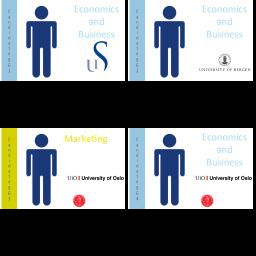 Economics
and
Business
uS
Economics
and
Business
UNIVERSITY OF BERGEN
Marketing
UiO University of Oslo
Economics
and
Business
UiO University of Oslo